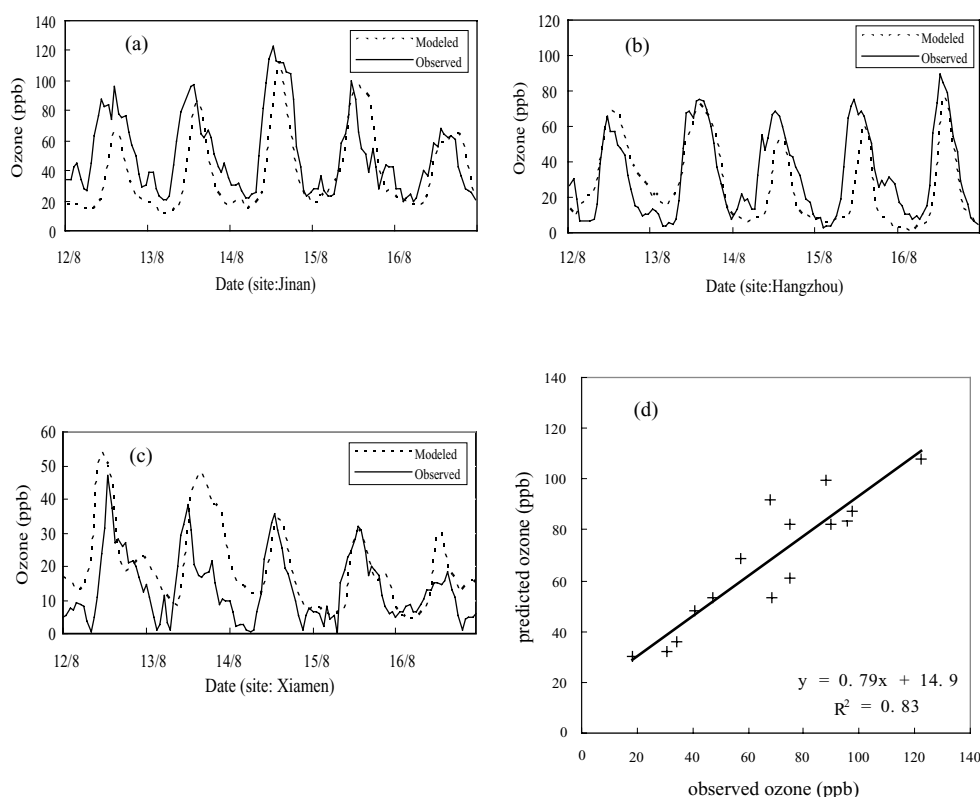 140
120
100
80
60
40
20
0
(a)
Modeled
Observed
Ozone (ppb)
12/8 13/8 14/8 15/8 16/8
Date (site:Jinan)
120
100
80
60
40
20
0
(b)
Modeled
Observed
Ozone (ppb)
12/8 13/8 14/8 15/8 16/8
Date (site:Hangzhou)
60
50
40
30
20
10
0
(c)
Modeled
Observed
Ozone (ppb)
12/8 13/8 14/8 15/8 16/8
Date (site: Xiamen)
140
120
100
80
60
40
20
0
(d)
predicted ozone (ppb)
y = 0.79x + 14.9
R² = 0.83
0 20 40 60 80 100 120 140
observed ozone (ppb)